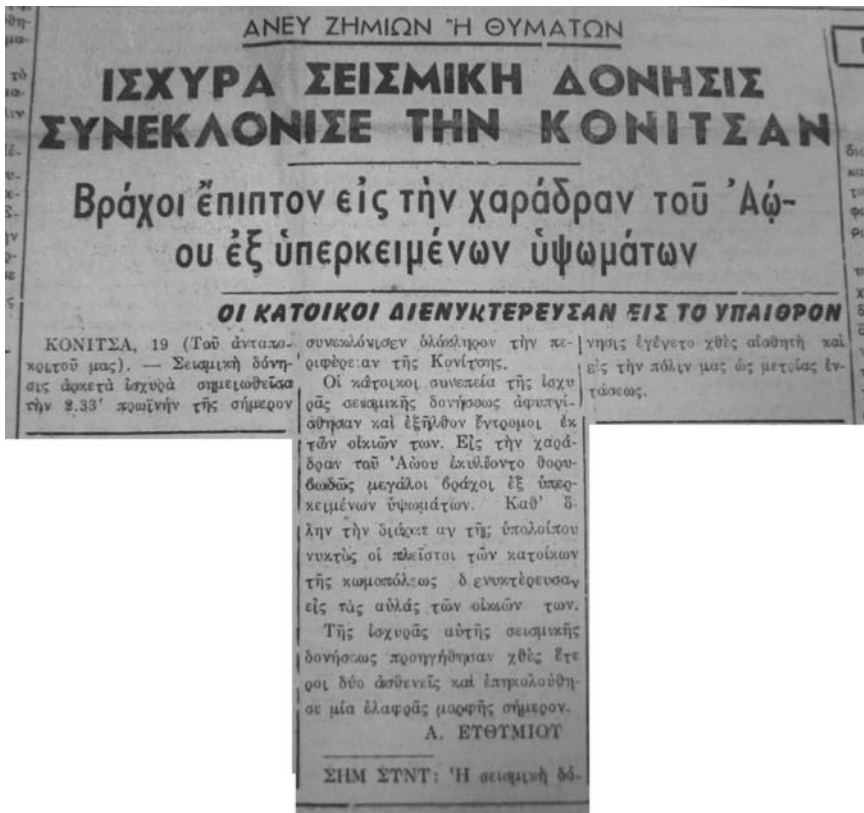 ΑΝΕΥ ΖΗΜΙΩΝ Ἢ ΘΥΜΑΤΩΝ
ΙΣΧΥΡΑ ΣΕΙΣΜΙΚΗ ΔΟΝΗΣΙΣ
ΣΥΝΕΚΛΟΝΙΣΕ ΤΗΝ ΚΟΝΙΤΣΑΝ
Βράχοι ἔπιπτον εἰς τὴν χαράδραν τοῦ Ἀῴ-
ου ἐξ ὑπερκειμένων ὑψωμάτων
ΟΙ ΚΑΤΟΙΚΟΙ ΔΙΕΝΥΚΤΕΡΕΥΣΑΝ ΕΙΣ ΤΟ ΥΠΑΙΘΡΟΝ
ΚΟΝΙΤΣΑ, 19 (Τοῦ ἀνταπο-
κριτοῦ μας). — Σεισμικὴ δόνη-
σις ἀρκετὰ ἰσχυρὰ σημειωθεῖσα
τὴν 2.33' πρωϊνὴν τῆς σήμερον
συνεκλόνισεν ὁλόκληρον τὴν πε-
ριφέρειαν τῆς Κονίτσης.
Οἱ κάτοικοι συνεπείᾳ τῆς ἰσχυ
ρᾶς σεισμικῆς δονήσεως ἀφυπνί-
σθησαν καὶ ἐξῆλθον ἔντρομοι ἐκ
τῶν οἰκιῶν των. Εἰς τὴν χαρά-
δραν τοῦ Ἀώου ἐκυλίοντο θορυ-
βωδῶς μεγάλοι βράχοι ἐξ ὑπερ-
κειμένων ὑψωμάτων. Καθ' ὅ-
λην τὴν διάρκε αν τῆς ὑπολοίπου
νυκτὸς οἱ πλεῖστοι τῶν κατοίκων
τῆς κωμοπόλεως δ ενυκτέρευσαν
εἰς τὰς αὐλάς τῶν οἰκιῶν των.
Τῆς ἰσχυρᾶς αὐτῆς σεισμικῆς
δονήσεως προηγήθησαν χθὲς ἕτε
ροι δύο ἀσθενεῖς καὶ ἐπηκολούθη-
σε μία ἐλαφρᾶς μορφῆς σήμερον.
Α. ΕΥΘΥΜΙΟΥ
ΣΗΜ ΣΥΝΤ: Ἡ σεισμικὴ δό-
νησις ἐγένετο χθὲς αἰσθητὴ καὶ
εἰς τὴν πόλιν μας ὡς μετρίας ἐν-
τάσεως.